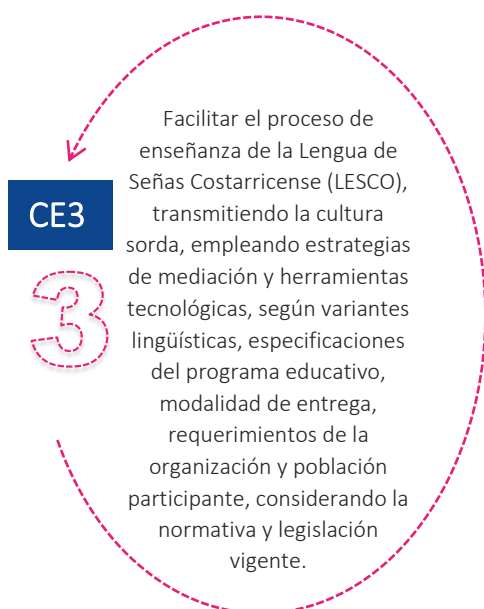 Facilitar el proceso de
enseñanza de la Lengua de
Señas Costarricense (LESCO),
transmitiendo la cultura
sorda, empleando estrategias
de mediación y herramientas
tecnológicas, según variantes
lingüísticas, especificaciones
del programa educativo,
modalidad de entrega,
requerimientos de la
organización y población
participante, considerando la
normativa y legislación
vigente.
CE3
3